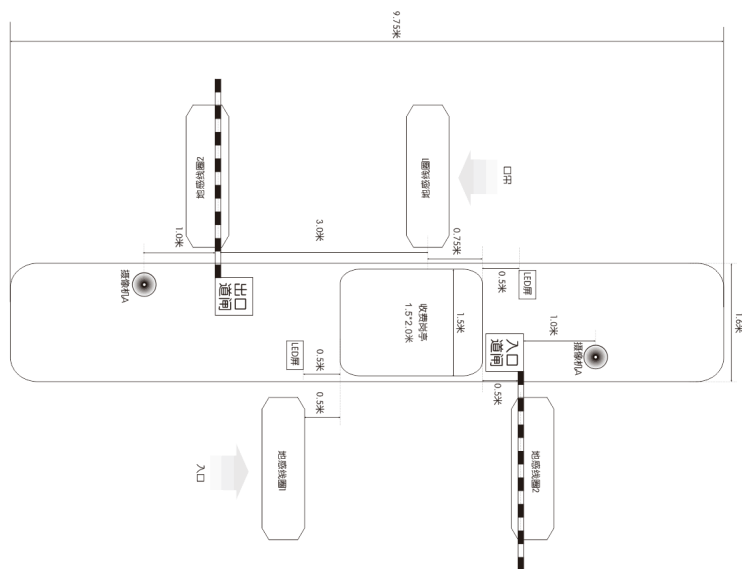 9.75米
地感线圈2
地感线圈1
出口
3.0米
1.0米
0.75米
摄像机A
出口
道闸
0.5米
LED屏
收费岗亭
1.5*2.0米
1.5米
1.0米
1.6米
入口
道闸
摄像机A
LED屏
0.5米
0.5米
0.5米
入口
地感线圈1
地感线圈2